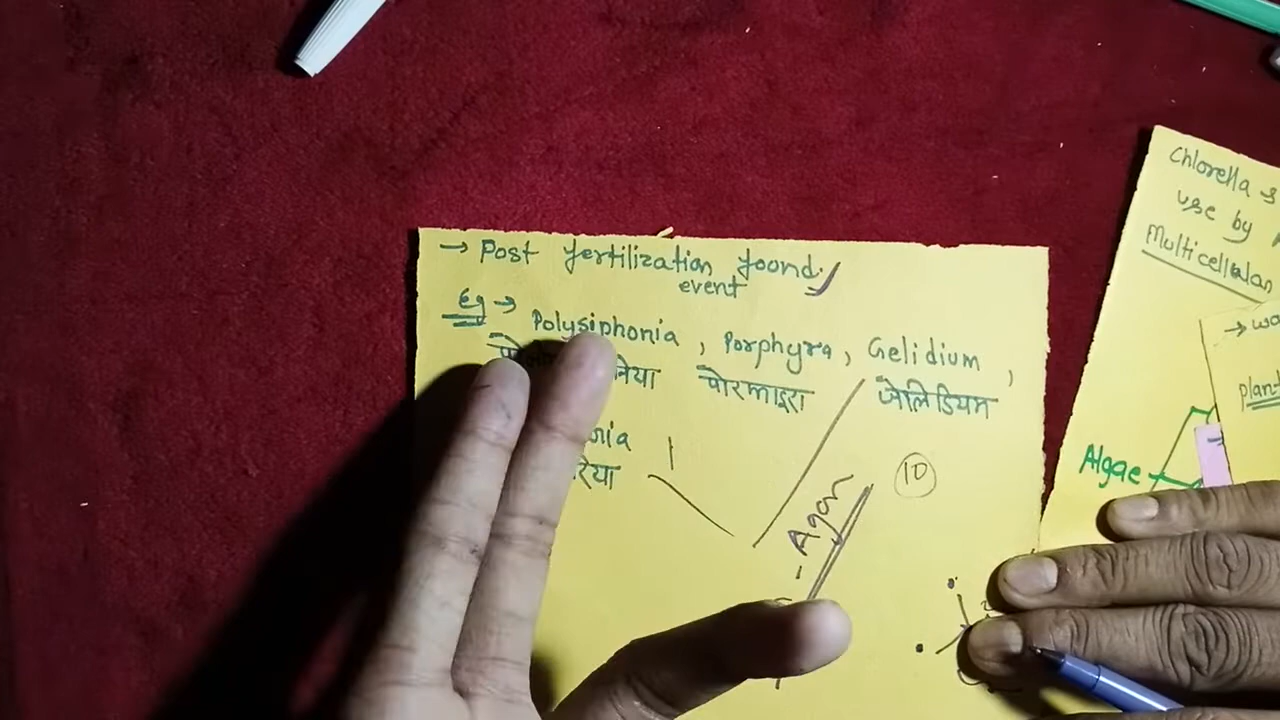 → Post fertilization found
event
Eg → Polysiphonia , Porphyra , Gelidium ,
निया पोरफाइरा जेलिडियम
nia
रिया
10
- Agar
Chlorella
use by
Multicellular
→
plant
Algae